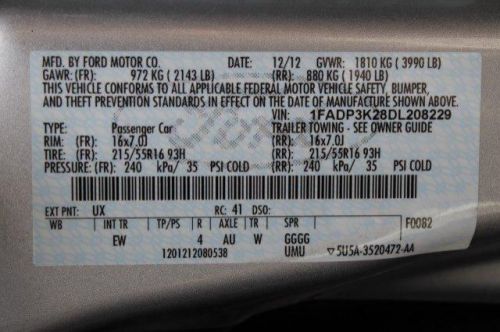 MFD. BY FORD MOTOR CO. DATE: 12/12 GVWR: 1810 KG ( 3990 LB)
GAWR: (FR): 972 KG ( 2143 LB) (RR): 880 KG ( 1940 LB)
THIS VEHICLE CONFORMS TO ALL APPLICABLE FEDERAL MOTOR VEHICLE SAFETY, BUMPER,
AND THEFT PREVENTION STANDARDS IN EFFECT ON THE DATE OF MANUFACTURE SHOWN ABOVE.
VIN: 1FADP3K28DL208229
TYPE: Passenger Car TRAILER TOWING - SEE OWNER GUIDE
RIM: (FR): 16x7.0J (RR): 16x7.0J
TIRE: (FR): 215/55R16 93H (RR): 215/55R16 93H
PRESSURE: (FR): 240 kPa/ 35 PSI COLD (RR): 240 kPa/ 35 PSI COLD
EXT PNT: UX RC: 41 DSO:
WB INT TR TP/PS R AXLE TR SPR F0082
EW 4 AU W GGGG
1201212080538 UMU ▽5U5A-3520472-AA